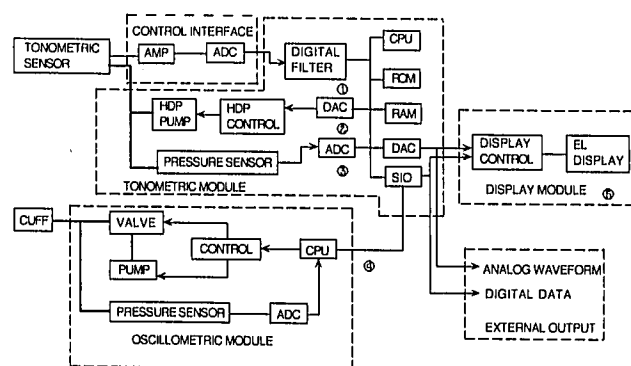 CONTROL INTERFACE
TONOMETRIC
SENSOR
AMP
ADC
DIGITAL
FILTER
①
CPU
ROM
RAM
HDP
PUMP
HDP
CONTROL
DAC
②
PRESSURE SENSOR
ADC
③
DAC
SIO
TONOMETRIC MODULE
DISPLAY
CONTROL
EL
DISPLAY
DISPLAY MODULE
⑤
CUFF
VALVE
PUMP
CONTROL
CPU
④
PRESSURE SENSOR
ADC
OSCILLOMETRIC MODULE
ANALOG WAVEFORM
DIGITAL DATA
EXTERNAL OUTPUT